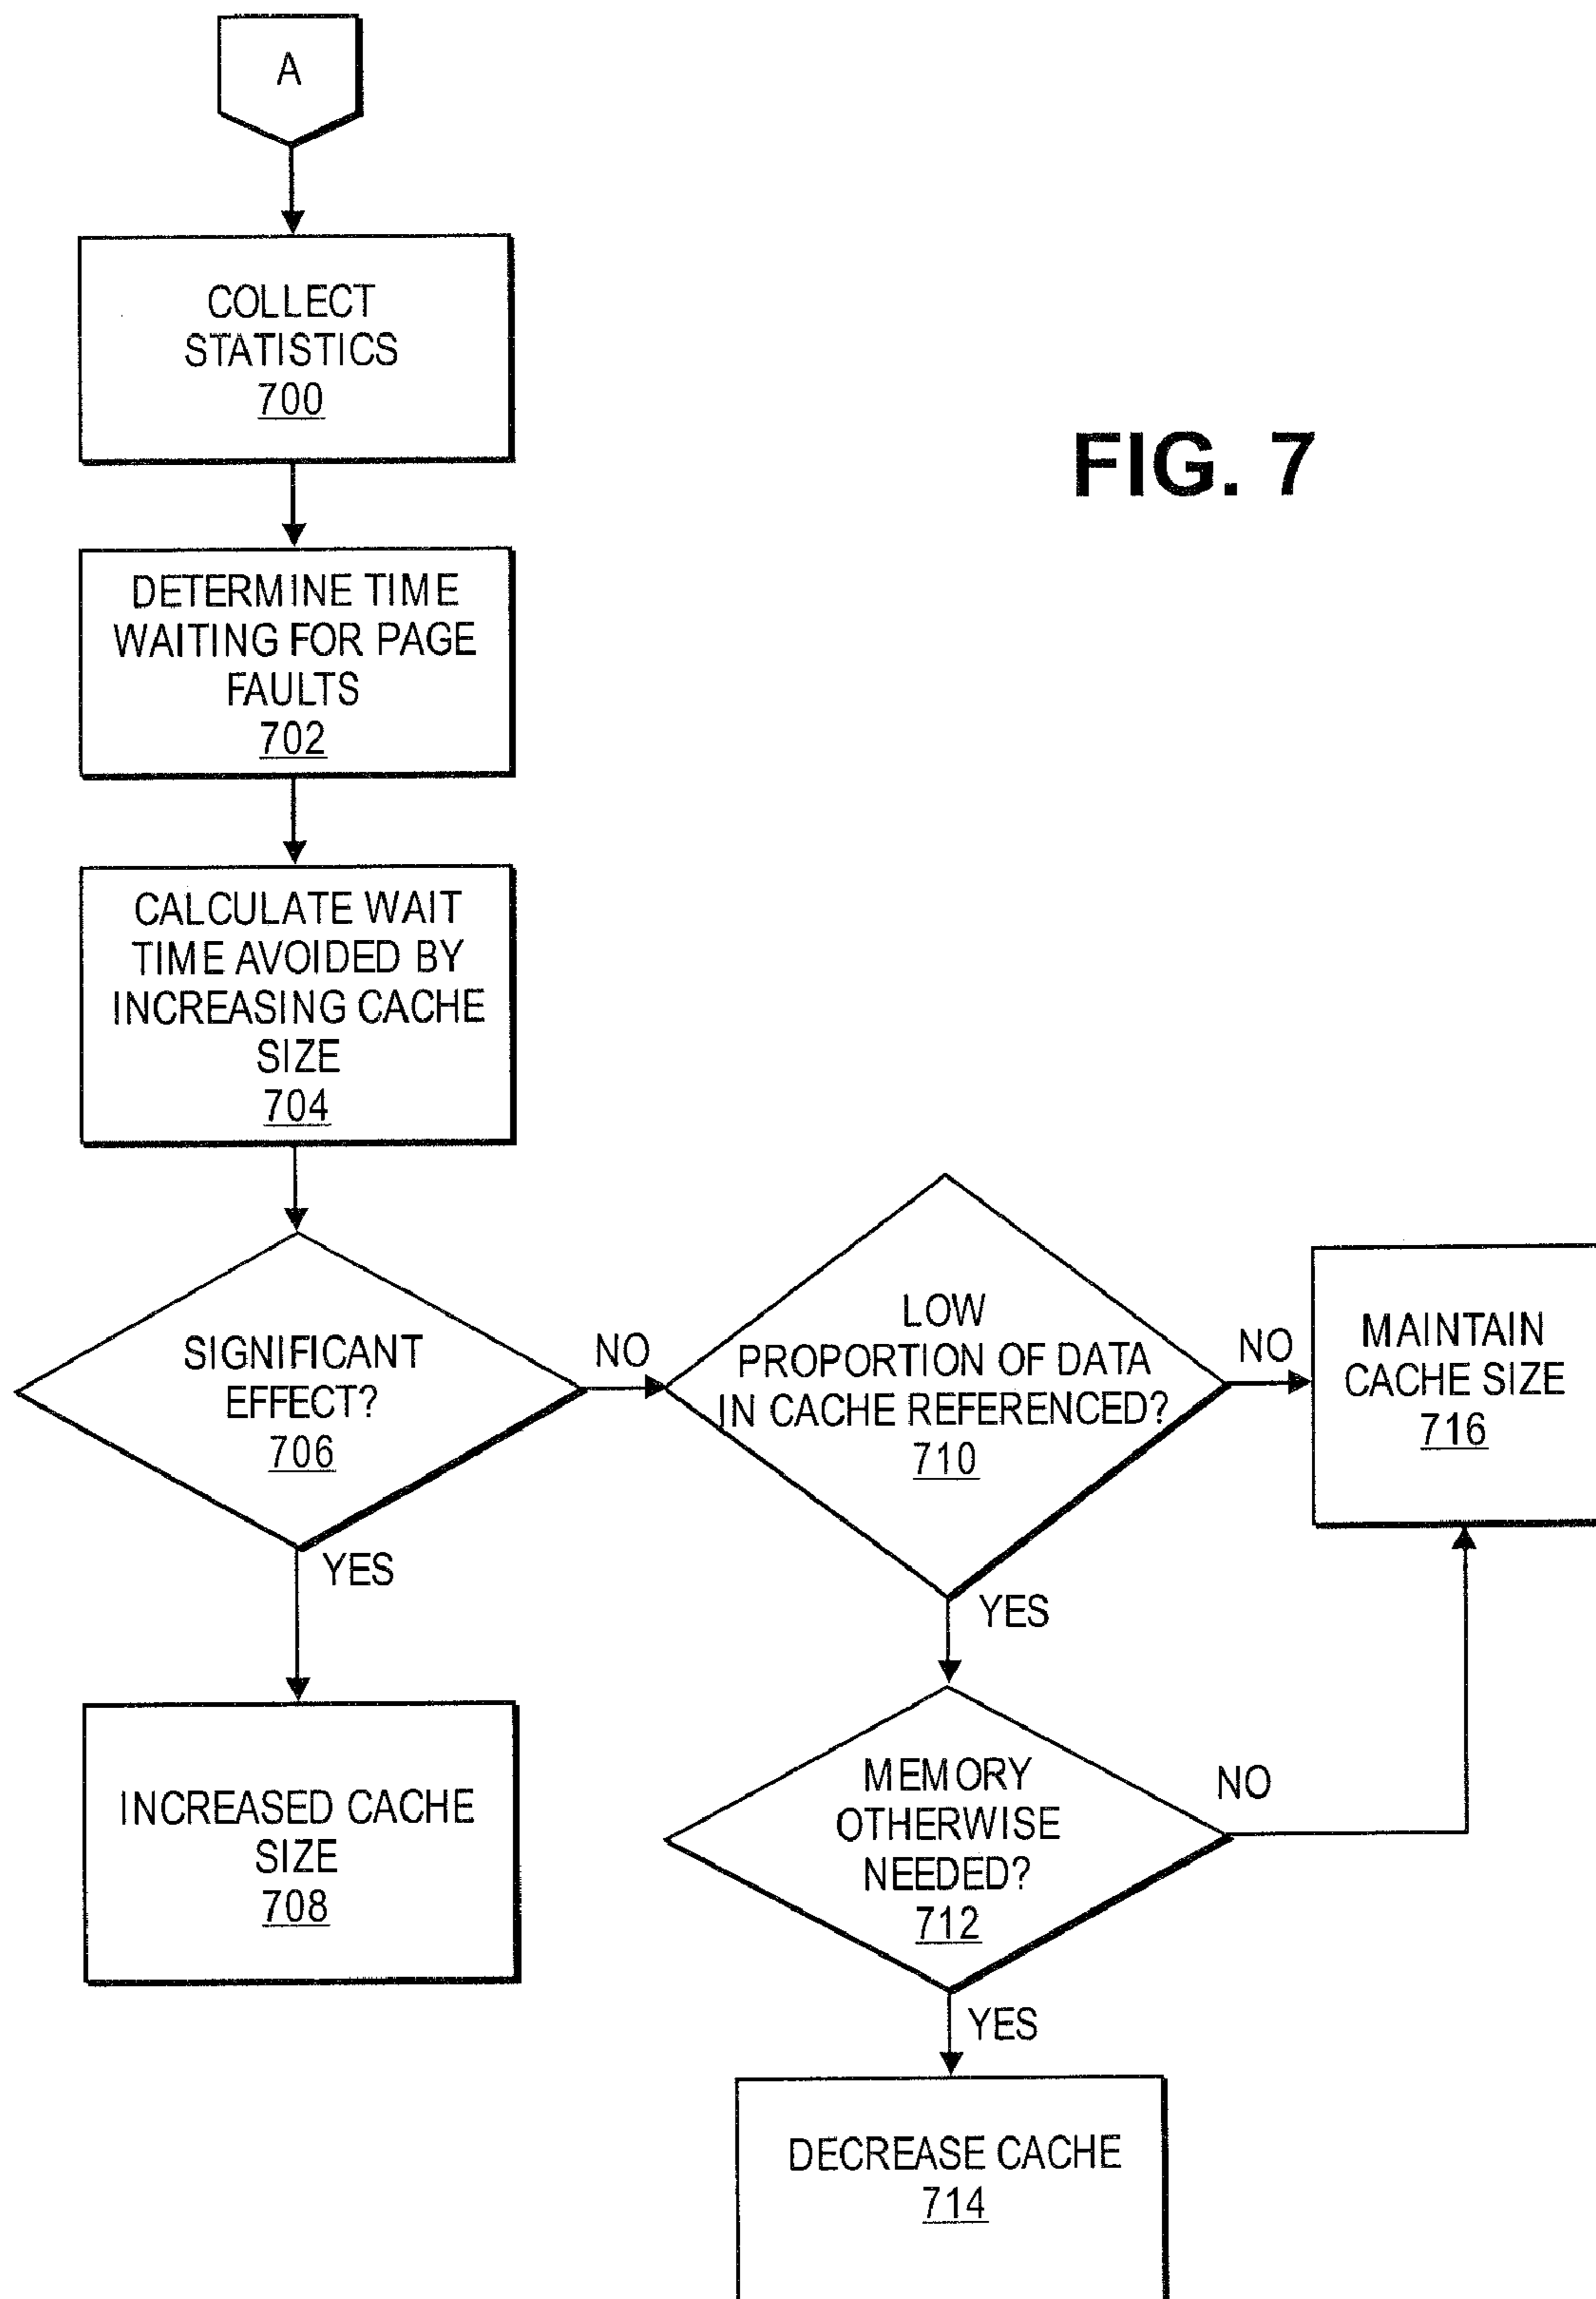 A
COLLECT
STATISTICS
700
FIG. 7
DETERMINE TIME
WAITING FOR PAGE
FAULTS
702
CALCULATE WAIT
TIME AVOIDED BY
INCREASING CACHE
SIZE
704
SIGNIFICANT
EFFECT?
706
NO
LOW
PROPORTION OF DATA
IN CACHE REFERENCED?
710
NO
MAINTAIN
CACHE SIZE
716
YES
INCREASED CACHE
SIZE
708
YES
MEMORY
OTHERWISE
NEEDED?
712
NO
YES
DECREASE CACHE
714